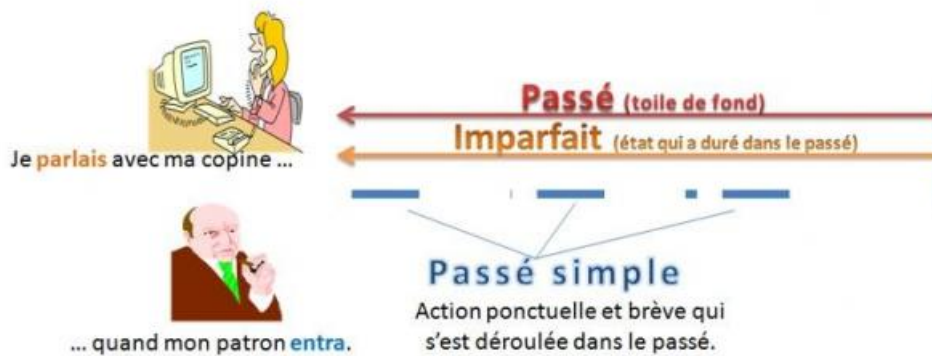 Passé (toile de fond)
Imparfait (état qui a duré dans le passé)
Je parlais avec ma copine ...
Passé simple
Action ponctuelle et brève qui
s'est déroulée dans le passé.
... quand mon patron entra.